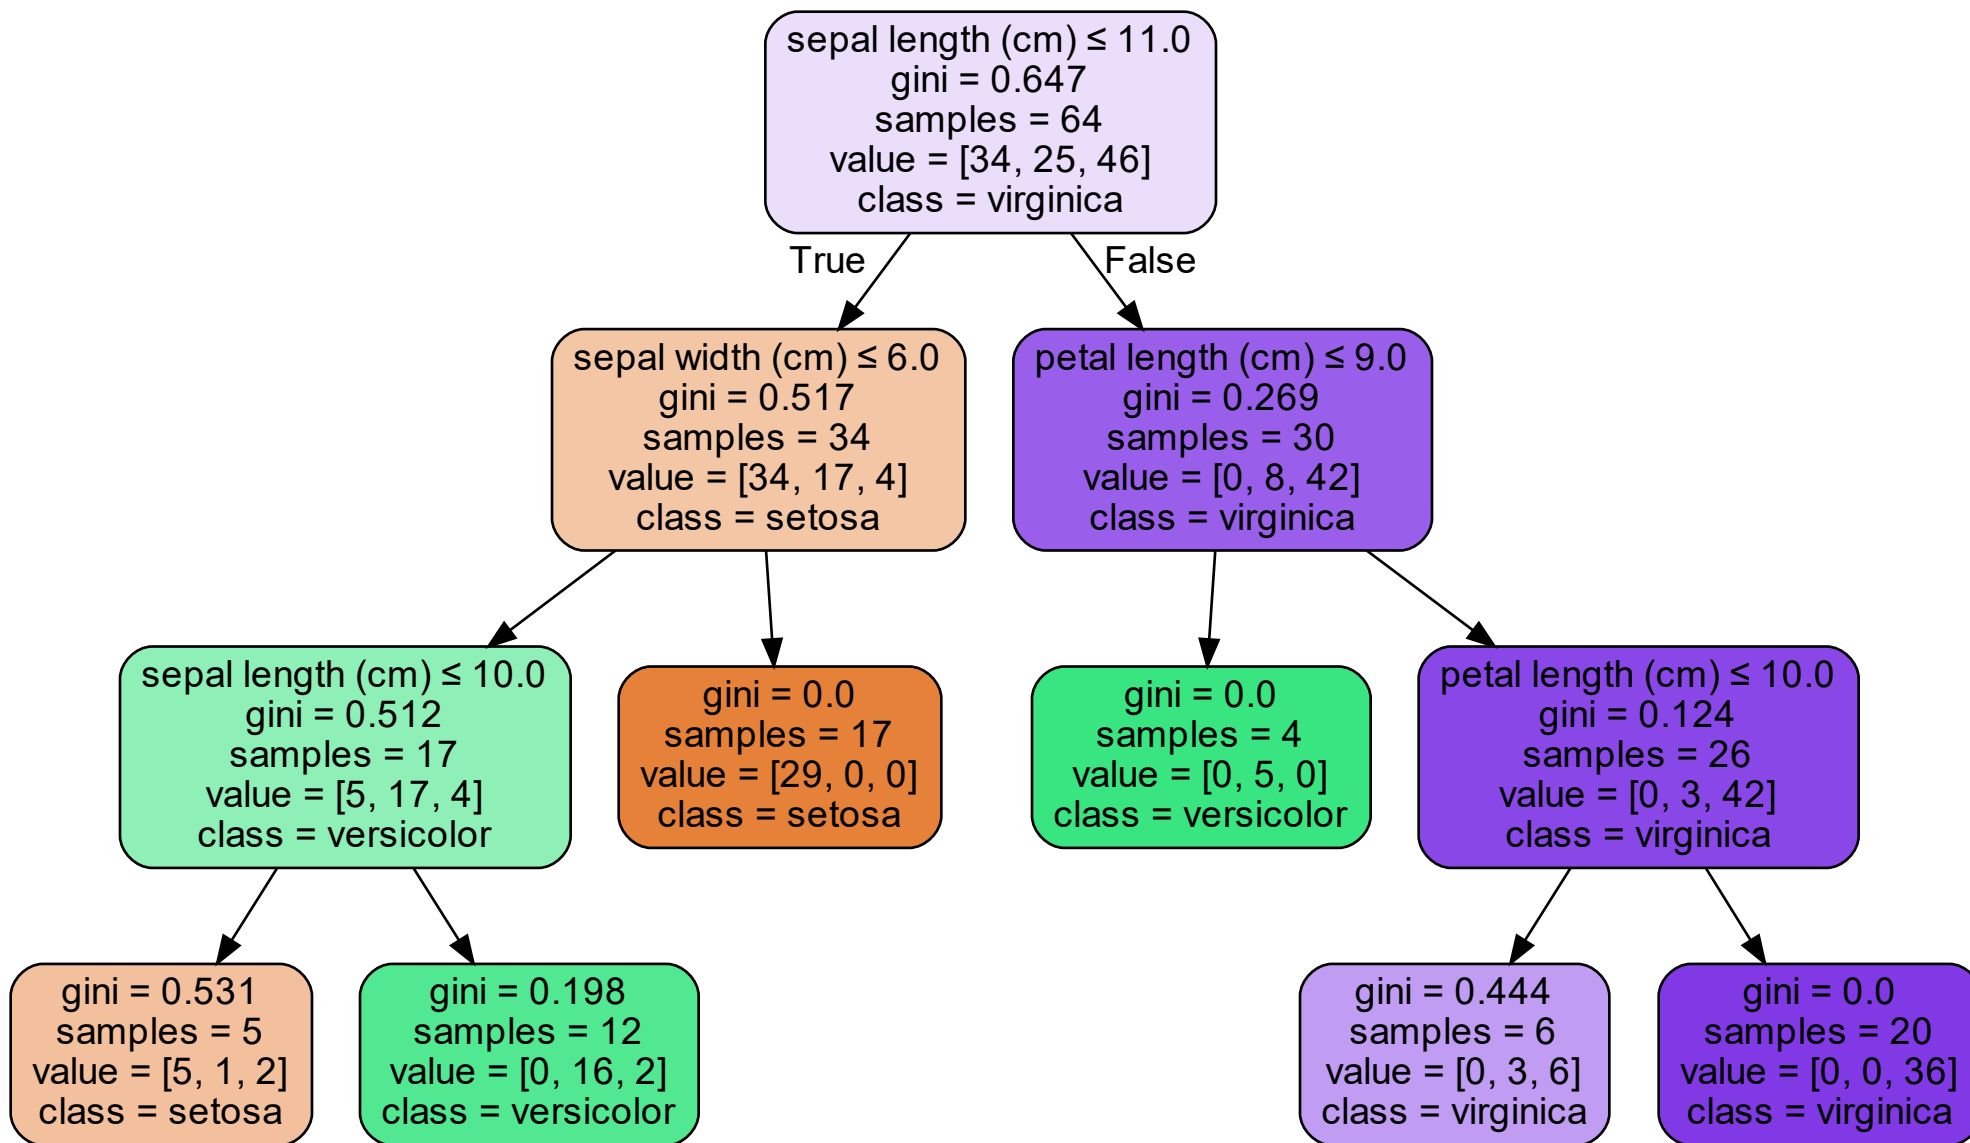 sepal length (cm) ≤ 11.0
gini = 0.647
samples = 64
value = [34, 25, 46]
class = virginica
True
False
sepal width (cm) ≤ 6.0
gini = 0.517
samples = 34
value = [34, 17, 4]
class = setosa
petal length (cm) ≤ 9.0
gini = 0.269
samples = 30
value = [0, 8, 42]
class = virginica
sepal length (cm) ≤ 10.0
gini = 0.512
samples = 17
value = [5, 17, 4]
class = versicolor
gini = 0.0
samples = 17
value = [29, 0, 0]
class = setosa
gini = 0.0
samples = 4
value = [0, 5, 0]
class = versicolor
petal length (cm) ≤ 10.0
gini = 0.124
samples = 26
value = [0, 3, 42]
class = virginica
gini = 0.531
samples = 5
value = [5, 1, 2]
class = setosa
gini = 0.198
samples = 12
value = [0, 16, 2]
class = versicolor
gini = 0.444
samples = 6
value = [0, 3, 6]
class = virginica
gini = 0.0
samples = 20
value = [0, 0, 36]
class = virginica